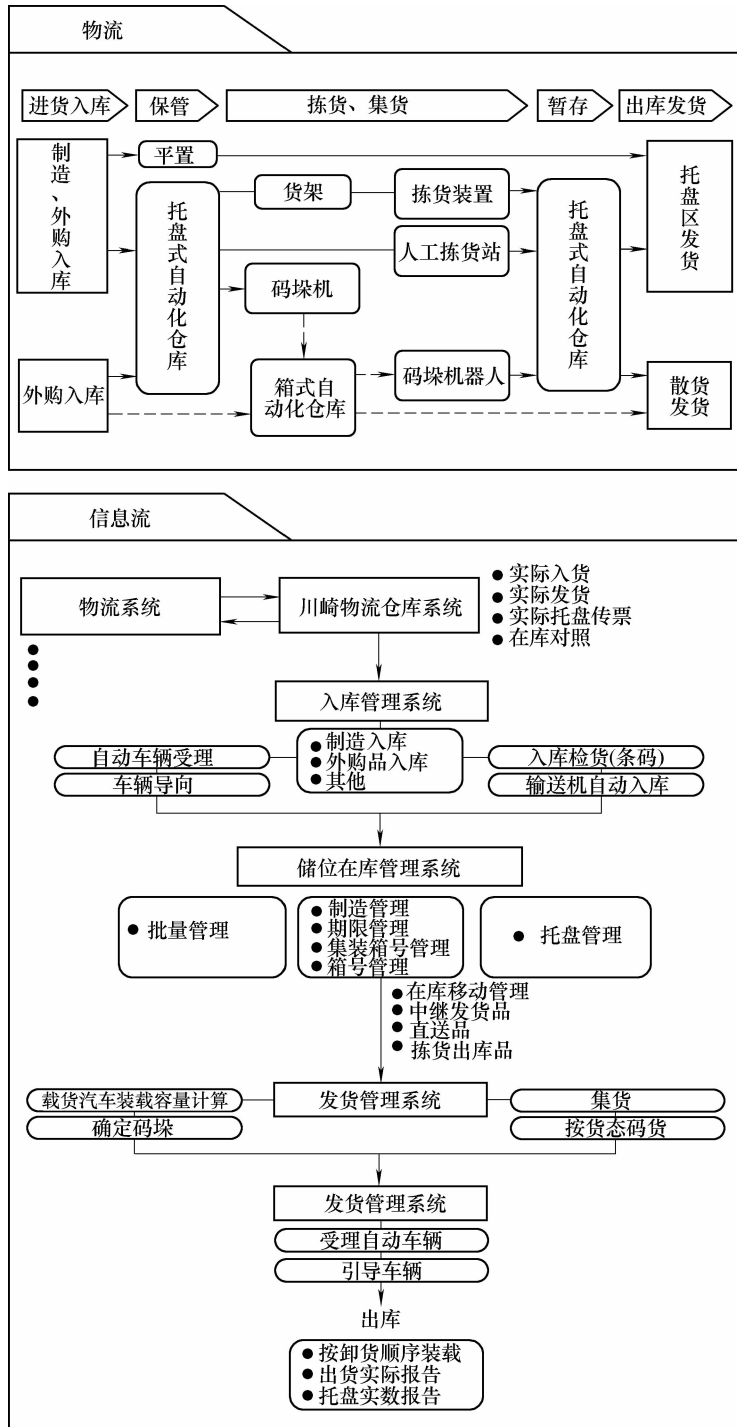 物流
进货入库
保管
拣货、集货
暂存
出库发货
制造、外购入库
平置
托盘式自动化仓库
货架
拣货装置
人工拣货站
码垛机
托盘式自动化仓库
托盘区发货
外购入库
箱式自
动化仓库
码垛机器人
散货
发货
信息流
物流系统
川崎物流仓库系统
● 实际入货
● 实际发货
● 实际托盘传票
● 在库对照
●
●
●
●
入库管理系统
自动车辆受理
车辆导向
● 制造入库
● 外购品入库
● 其他
入库检货(条码)
输送机自动入库
储位在库管理系统
● 批量管理
● 制造管理
● 期限管理
● 集装箱号管理
● 箱号管理
● 托盘管理
● 在库移动管理
● 中继发货品
● 直送品
● 拣货出库品
载货汽车装载容量计算
确定码垛
发货管理系统
集货
按货态码货
发货管理系统
受理自动车辆
引导车辆
出库
● 按卸货顺序装载
● 出货实际报告
● 托盘实数报告